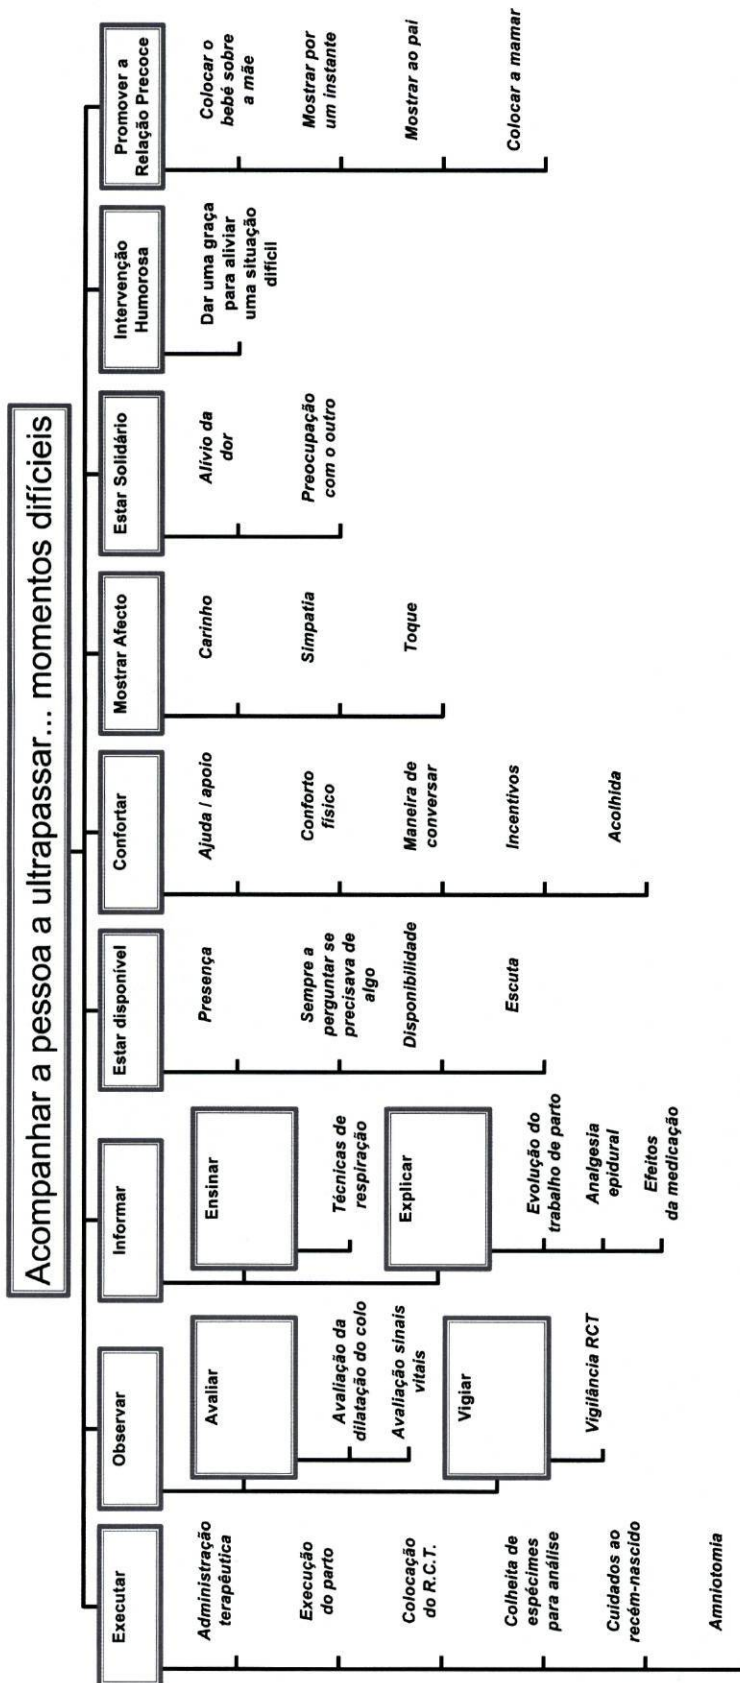 Acompanhar a pessoa a ultrapassar... momentos difícieis
Executar
Administração
terapêutica
Execução
do parto
Colocação
do R.C.T.
Colheita de
espécimes
para análise
Cuidados ao
recém-nascido
Amniotomia
Observar
Avaliar
Avaliação da
dilatação do colo
Avaliação sinais
vitais
Vigiar
Vigilância RCT
Informar
Ensinar
Técnicas de
respiração
Explicar
Evolução do
trabalho de parto
Analgesia
epidural
Efeitos
da medicação
Estar disponível
Presença
Sempre a
perguntar se
precisava de
algo
Disponibilidade
Escuta
Confortar
Ajuda / apoio
Conforto
físico
Maneira de
conversar
Incentivos
Acolhida
Mostrar Afecto
Carinho
Simpatia
Toque
Estar Solidário
Alívio da
dor
Preocupação
com o outro
Intervenção
Humorosa
Dar uma graça
para aliviar
uma situação
difícil
Promover a
Relação Precoce
Colocar o
bebé sobre
a mãe
Mostrar por
um instante
Mostrar ao pai
Colocar a mamar